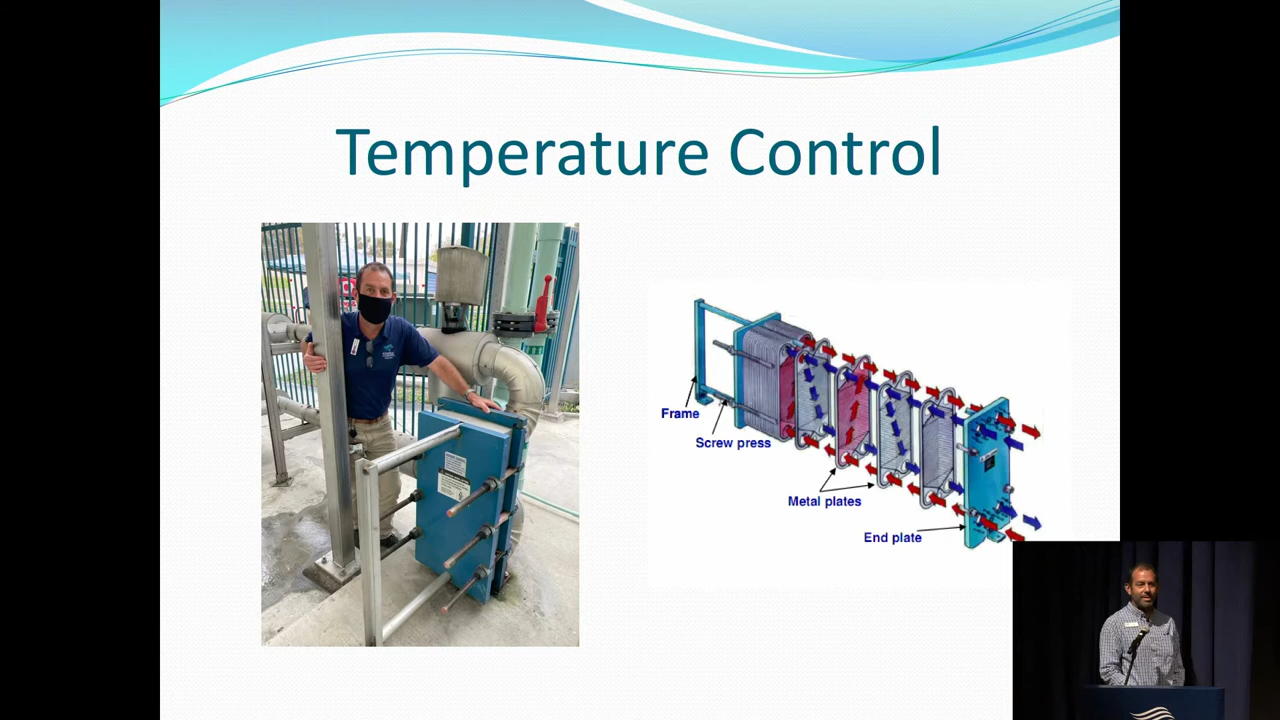 Temperature Control
Frame
Screw press
Metal plates
End plate